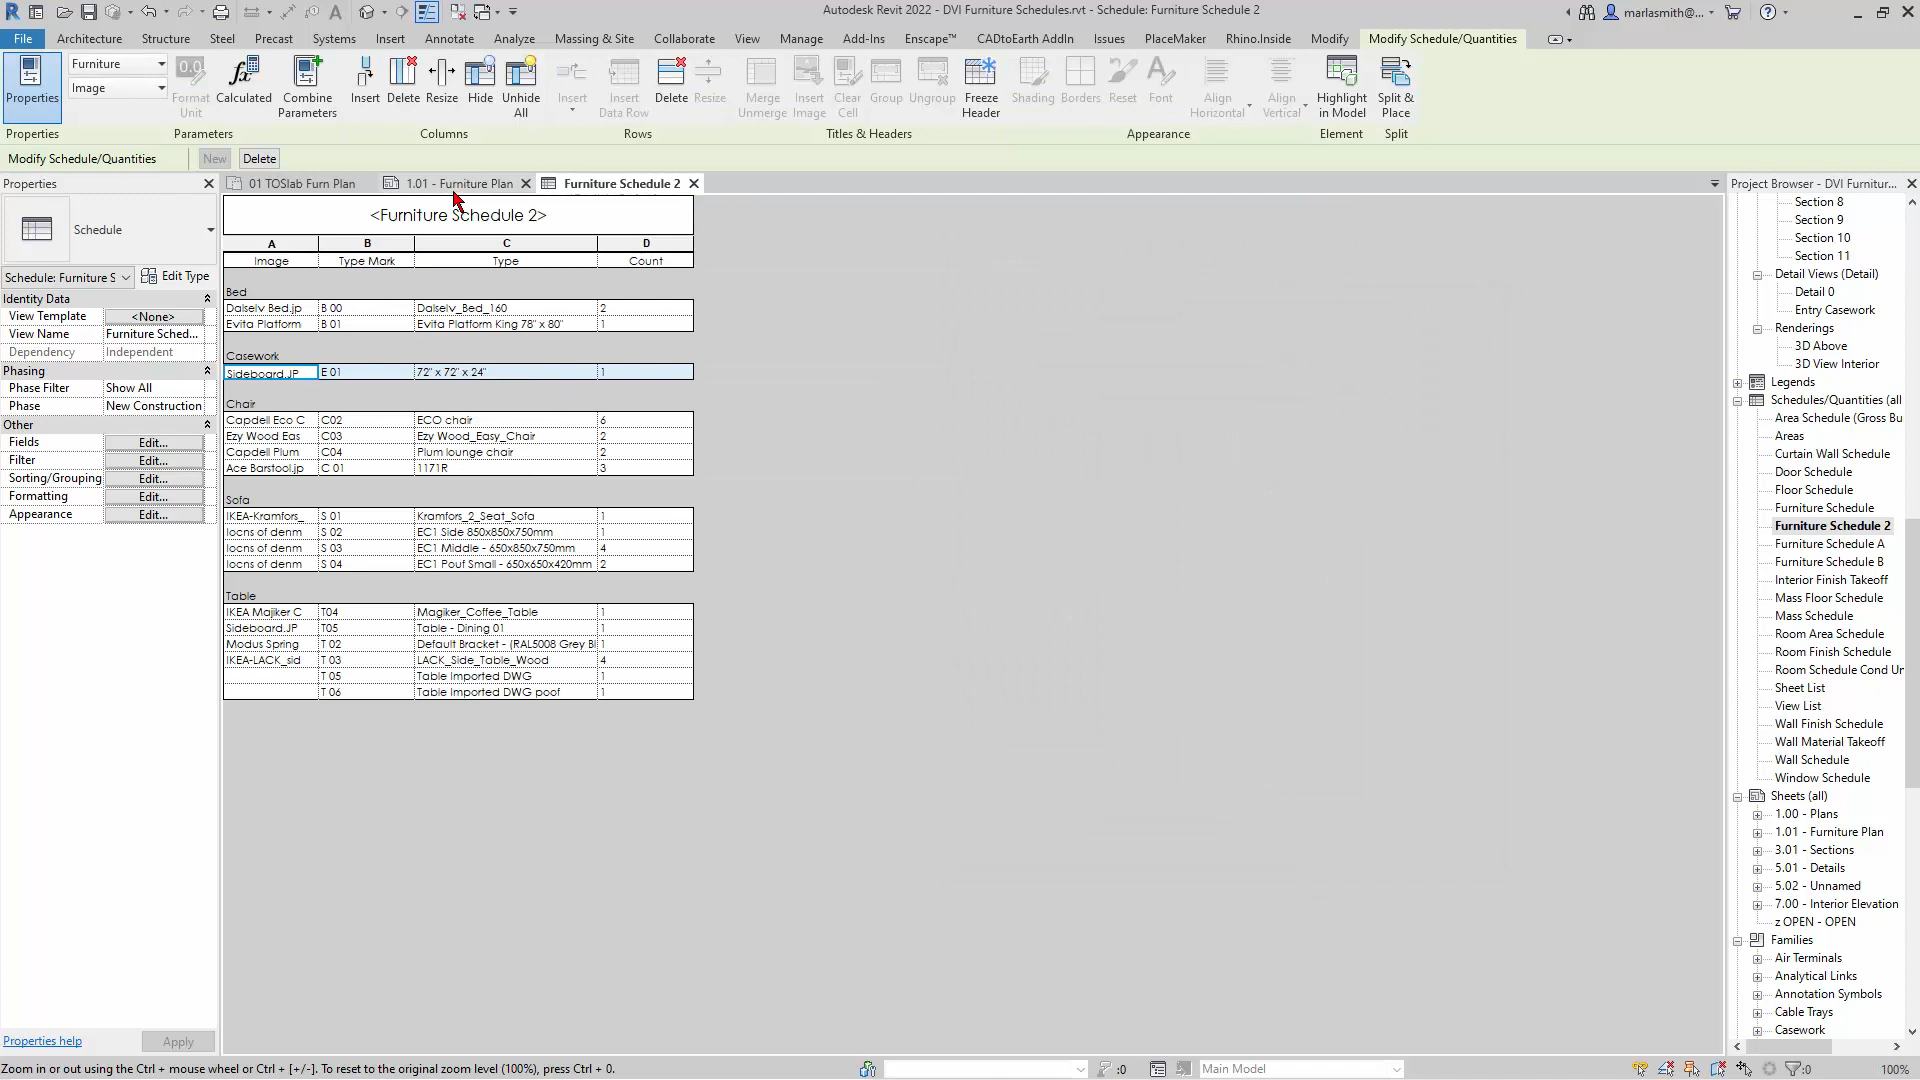 Autodesk Revit 2022 - DVI Furniture Schedules.rvt - Schedule: Furniture Schedule 2
marlasmith@...
File Architecture Structure Steel Precast Systems Insert Annotate Analyze Massing & Site Collaborate View Manage Add-Ins Enscape™ CADtoEarth AddIn Issues PlaceMaker Rhino.Inside Modify Modify Schedule/Quantities
Furniture
Image
Properties Format Unit Calculated Combine Parameters Insert Delete Resize Hide Unhide All Insert Insert Data Row Delete Resize Merge Unmerge Insert Image Clear Cell Group Ungroup Freeze Header Shading Borders Reset Font Align Horizontal Align Vertical Highlight in Model Split & Place
Properties Parameters Columns Rows Titles & Headers Appearance Element Split
Modify Schedule/Quantities New Delete
Properties
01 TOSlab Furn Plan 1.01 - Furniture Plan Furniture Schedule 2
Project Browser - DVI Furnitur...
Schedule
Schedule: Furniture S Edit Type
Identity Data
View Template <None>
View Name Furniture Sched...
Dependency Independent
Phasing
Phase Filter Show All
Phase New Construction
Other
Fields Edit...
Filter Edit...
Sorting/Grouping Edit...
Formatting Edit...
Appearance Edit...
Properties help Apply
<Furniture Schedule 2>
A B C D
Image Type Mark Type Count
Bed
Dalselv Bed.jp B 00 Dalselv_Bed_160 2
Evita Platform B 01 Evita Platform King 78" x 80" 1
Casework
Sideboard.JP E 01 72" x 72" x 24" 1
Chair
Capdell Eco C C02 ECO chair 6
Ezy Wood Eas C03 Ezy Wood_Easy_Chair 2
Capdell Plum C04 Plum lounge chair 2
Ace Barstool.jp C 01 1171R 3
Sofa
IKEA-Kramfors_ S 01 Kramfors_2_Seat_Sofa 1
Iocns of denm S 02 EC1 Side 850x850x750mm 1
Iocns of denm S 03 EC1 Middle - 650x850x750mm 4
Iocns of denm S 04 EC1 Pouf Small - 650x650x420mm 2
Table
IKEA Majiker C T04 Magiker_Coffee_Table 1
Sideboard.JP T05 Table - Dining 01 1
Modus Spring T 02 Default Bracket - (RAL5008 Grey Bl 1
IKEA-LACK_sid T 03 LACK_Side_Table_Wood 4
T 05 Table Imported DWG 1
T 06 Table Imported DWG poof 1
Section 8
Section 9
Section 10
Section 11
Detail Views (Detail)
Detail 0
Entry Casework
Renderings
3D Above
3D View Interior
Legends
Schedules/Quantities (all
Area Schedule (Gross Bu
Areas
Curtain Wall Schedule
Door Schedule
Floor Schedule
Furniture Schedule
Furniture Schedule 2
Furniture Schedule A
Furniture Schedule B
Interior Finish Takeoff
Mass Floor Schedule
Mass Schedule
Room Area Schedule
Room Finish Schedule
Room Schedule Cond Un
Sheet List
View List
Wall Finish Schedule
Wall Material Takeoff
Wall Schedule
Window Schedule
Sheets (all)
1.00 - Plans
1.01 - Furniture Plan
3.01 - Sections
5.01 - Details
5.02 - Unnamed
7.00 - Interior Elevation
z OPEN - OPEN
Families
Air Terminals
Analytical Links
Annotation Symbols
Cable Trays
Casework
Zoom in or out using the Ctrl + mouse wheel or Ctrl + [+/-]. To reset to the original zoom level (100%), press Ctrl + 0.
:0 Main Model :0 100%